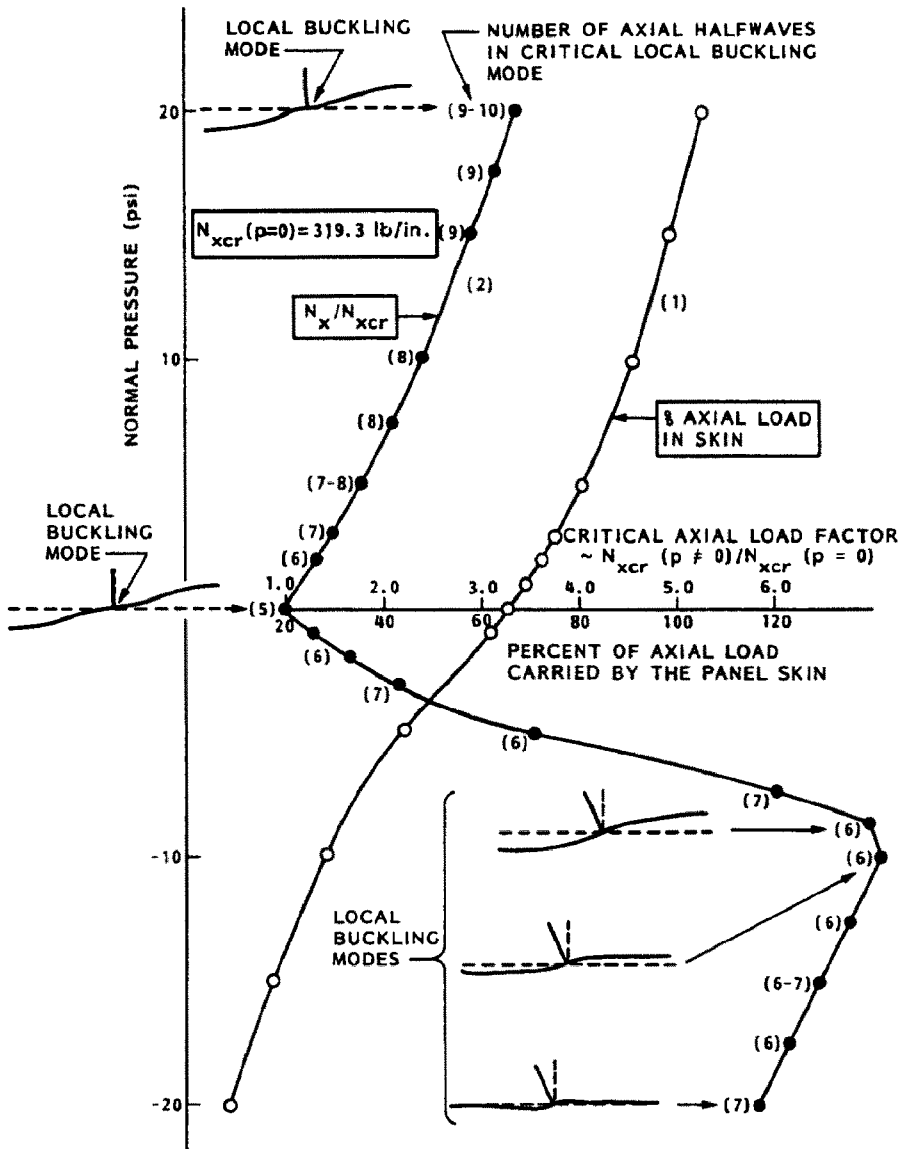 LOCAL BUCKLING
MODE
NUMBER OF AXIAL HALFWAVES
IN CRITICAL LOCAL BUCKLING
MODE
20
(9-10)
(9)
N_xcr (p=0) = 319.3 lb/in.
(9)
(2)
(1)
N_x/N_xcr
NORMAL PRESSURE (psi)
10
(8)
(8)
% AXIAL LOAD
IN SKIN
(7-8)
LOCAL
BUCKLING
MODE
(7)
(6)
CRITICAL AXIAL LOAD FACTOR
~ N_xcr (p ≠ 0)/N_xcr (p = 0)
1.0 2.0 3.0 4.0 5.0 6.0
(5)
20 40 60 80 100 120
PERCENT OF AXIAL LOAD
CARRIED BY THE PANEL SKIN
(6)
(7)
(6)
(7)
(6)
-10
(6)
LOCAL
BUCKLING
MODES
(6)
(6-7)
(6)
-20
(7)